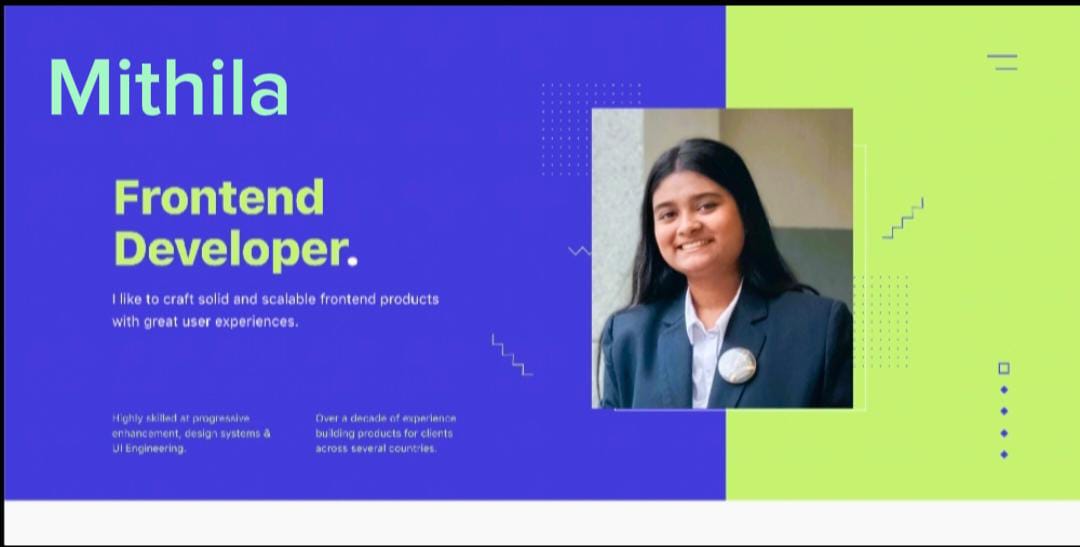 Mithila
Frontend
Developer.
I like to craft solid and scalable frontend products
with great user experiences.
Highly skilled at progressive
enhancement, design systems &
UI Engineering.
Over a decade of experience
building products for clients
across several countries.